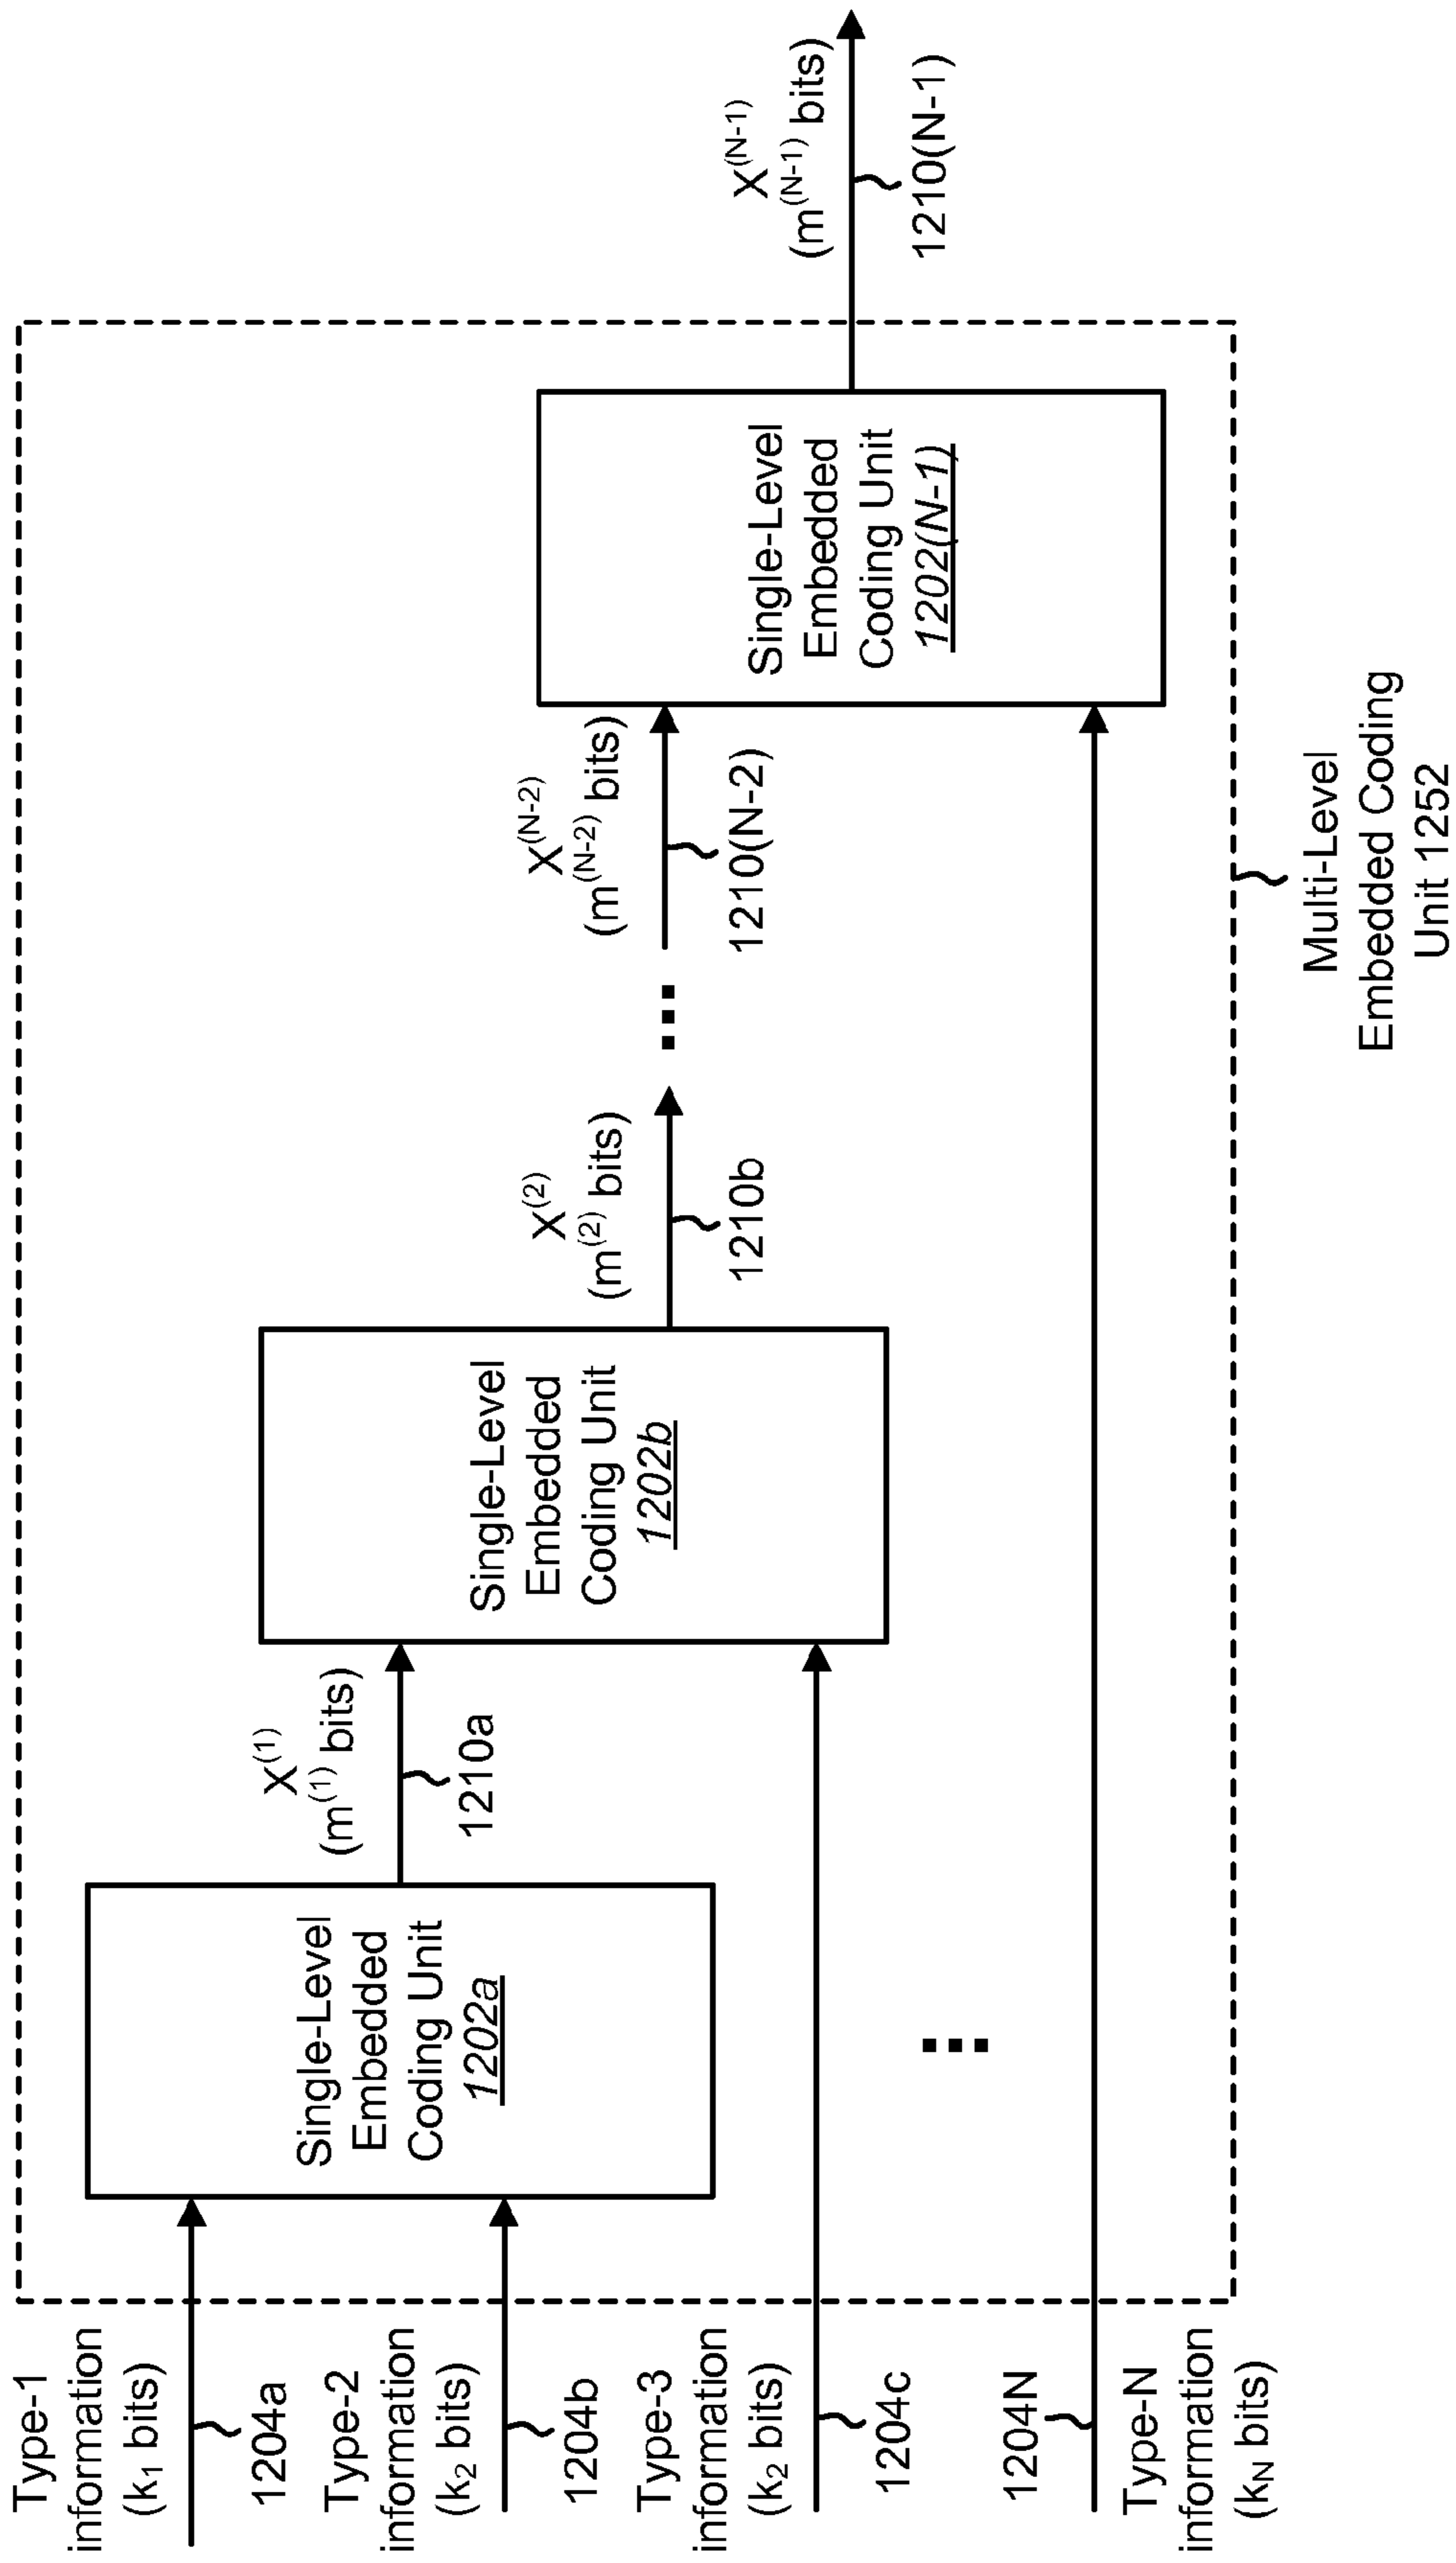 Type-1
information
(k₁ bits)
1204a
Type-2
information
(k₂ bits)
1204b
Type-3
information
(k₂ bits)
1204c
1204N
Type-N
information
(k_N bits)
Single-Level
Embedded
Coding Unit
1202a
X⁽¹⁾
(m⁽¹⁾ bits)
1210a
Single-Level
Embedded
Coding Unit
1202b
X⁽²⁾
(m⁽²⁾ bits)
1210b
...
...
X⁽ᴺ⁻²⁾
(m⁽ᴺ⁻²⁾ bits)
1210(N-2)
Single-Level
Embedded
Coding Unit
1202(N-1)
X⁽ᴺ⁻¹⁾
(m⁽ᴺ⁻¹⁾ bits)
1210(N-1)
Multi-Level
Embedded Coding
Unit 1252